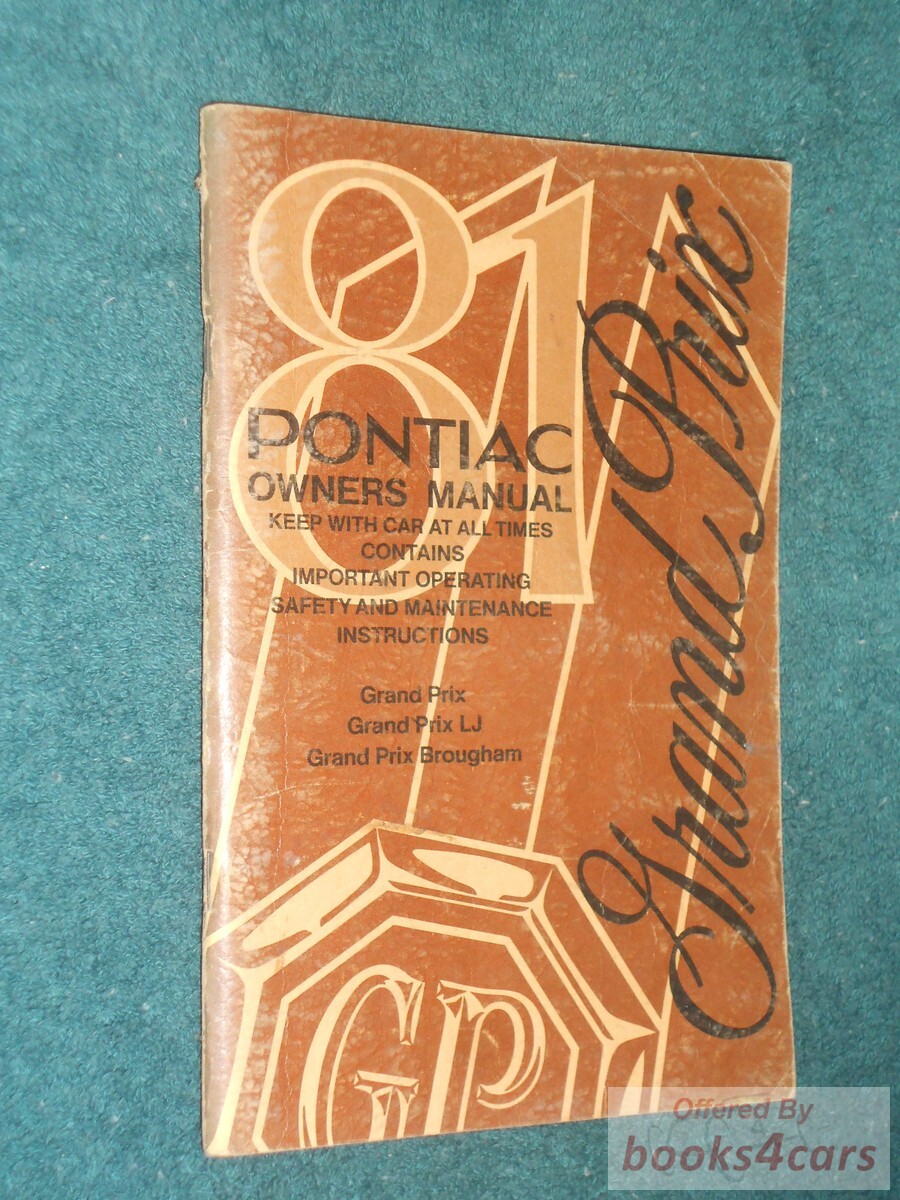 81
PONTIAC
OWNERS MANUAL
KEEP WITH CAR AT ALL TIMES
CONTAINS
IMPORTANT OPERATING
SAFETY AND MAINTENANCE
INSTRUCTIONS
Grand Prix
Grand Prix LJ
Grand Prix Brougham
Grand Prix
GP
Offered By
books4cars